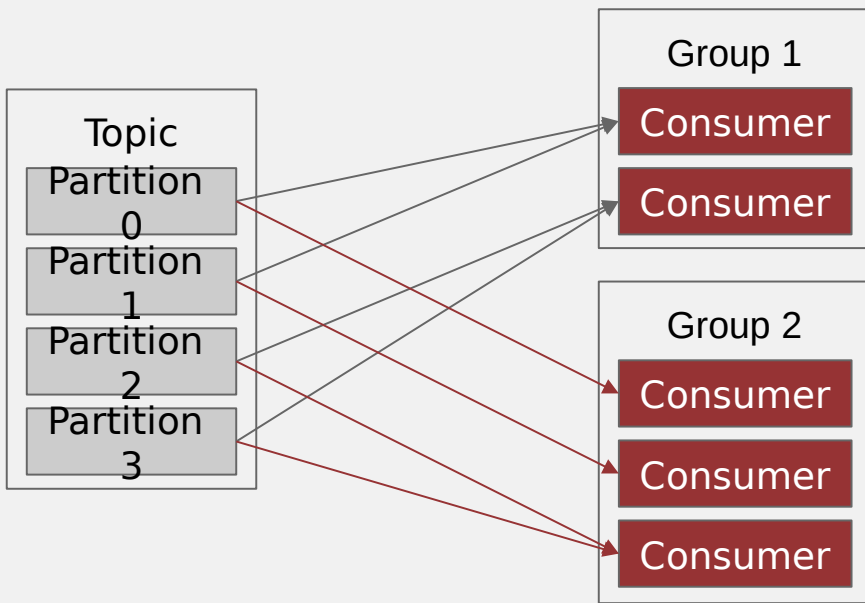 Topic
Partition
0
Partition
1
Partition
2
Partition
3
Group 1
Consumer
Consumer
Group 2
Consumer
Consumer
Consumer